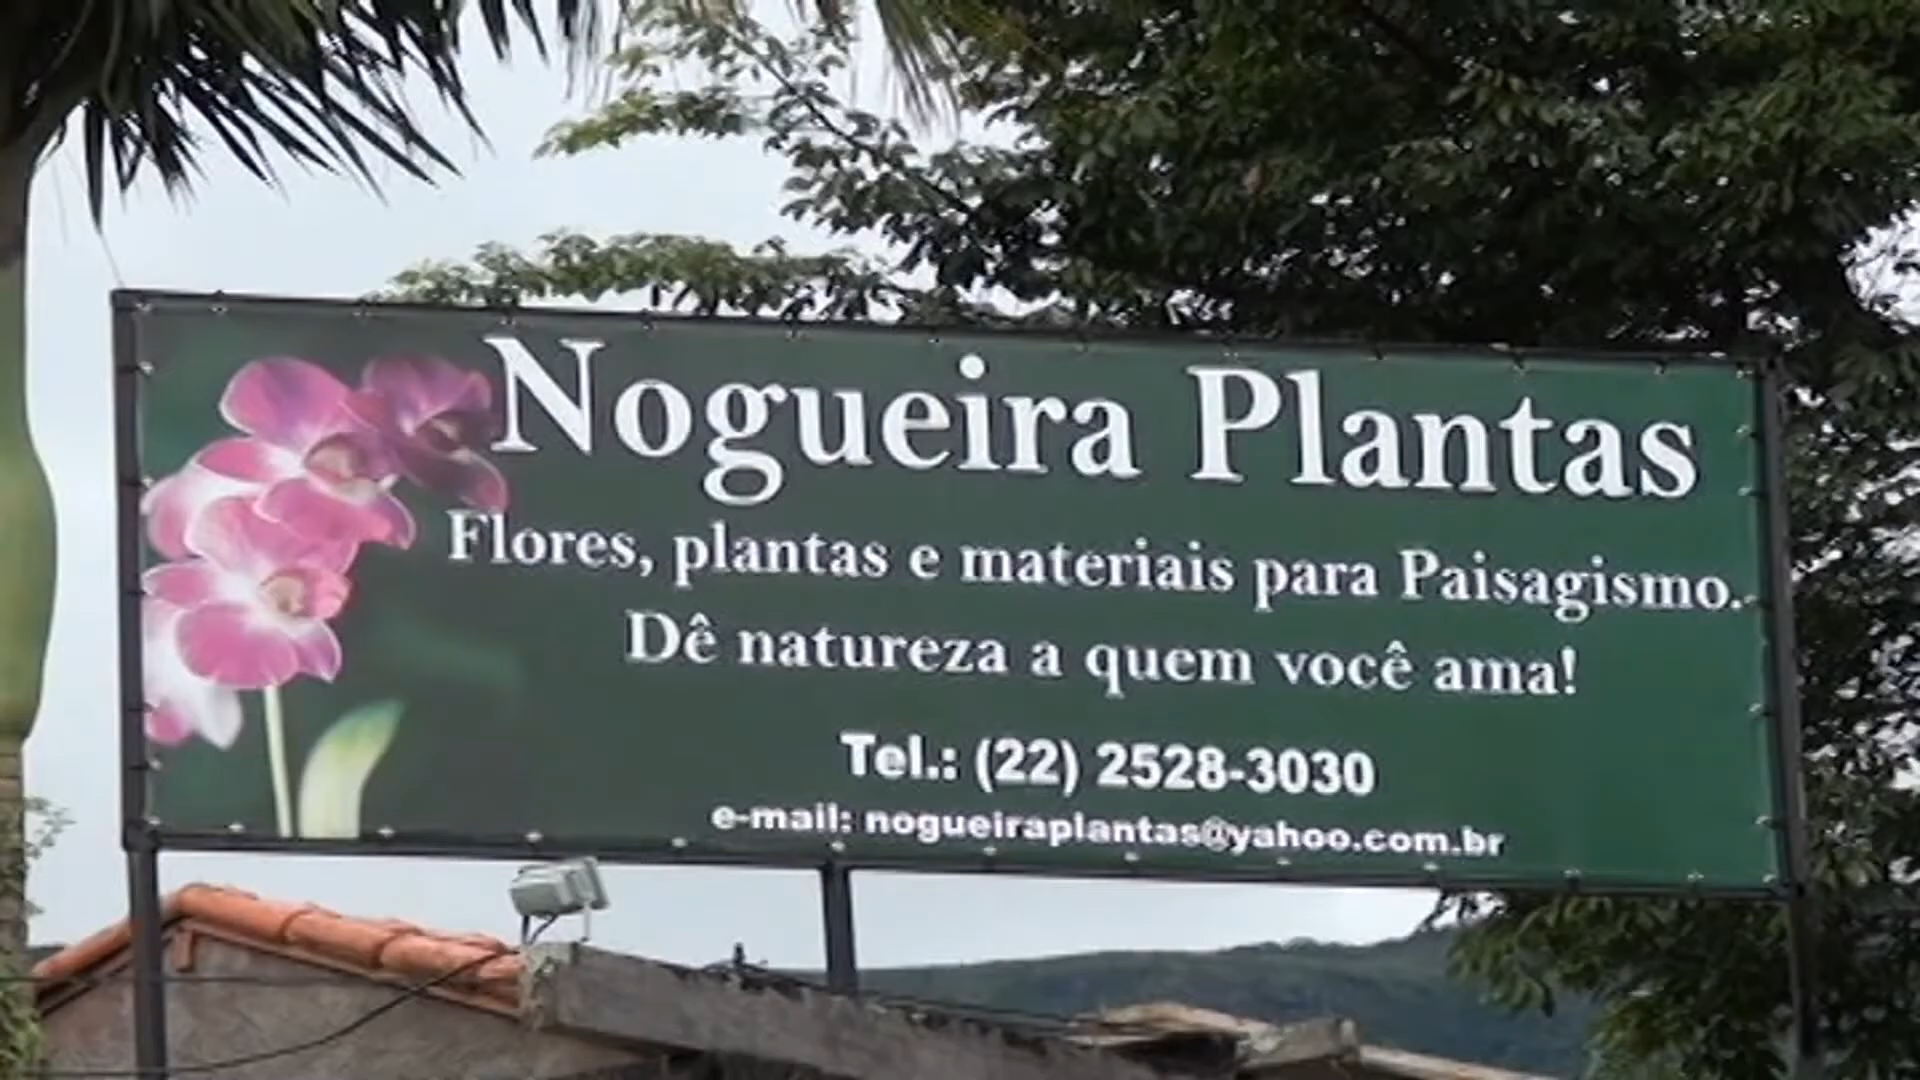 Nogueira Plantas
Flores, plantas e materiais para Paisagismo.
Dê natureza a quem você ama!
Tel.: (22) 2528-3030
e-mail: nogueiraplantas@yahoo.com.br